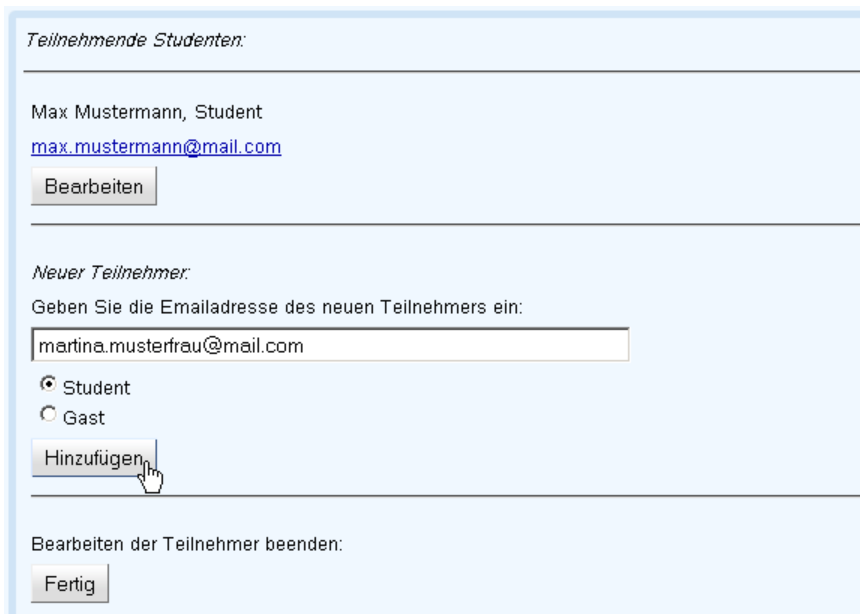 Teilnehmende Studenten:
Max Mustermann, Student
max.mustermann@mail.com
Bearbeiten
Neuer Teilnehmer:
Geben Sie die Emailadresse des neuen Teilnehmers ein:
martina.musterfrau@mail.com
Student
Gast
Hinzufügen
Bearbeiten der Teilnehmer beenden:
Fertig